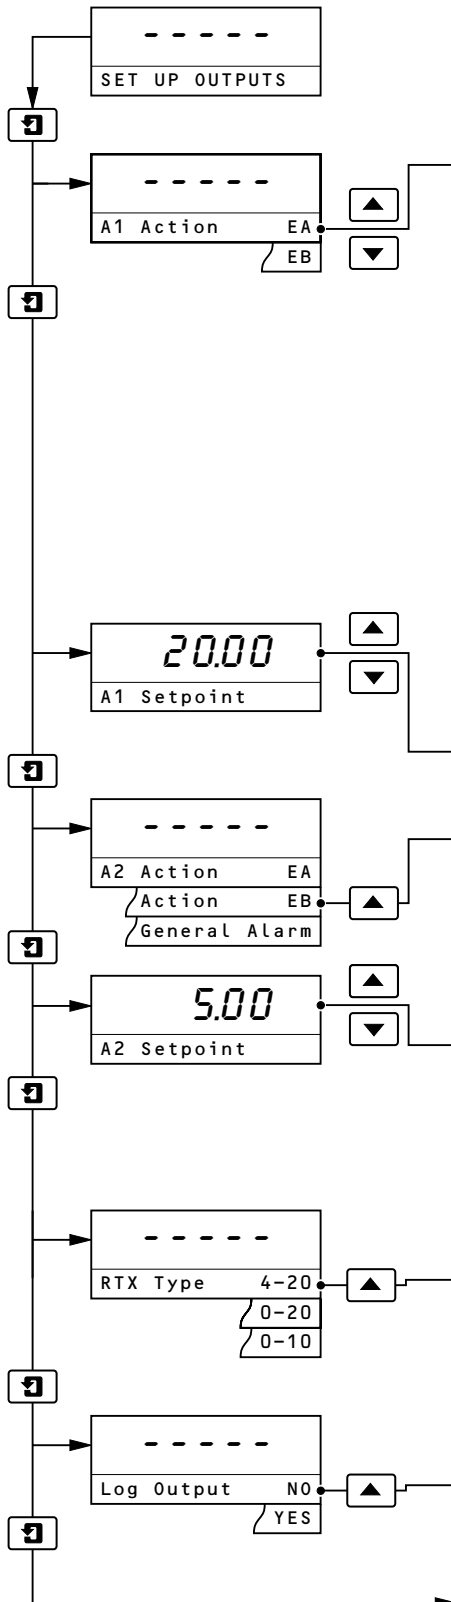 - - - - -
SET UP OUTPUTS
- - - - -
A1 Action EA
EB
20.00
A1 Setpoint
- - - - -
A2 Action EA
Action EB
General Alarm
5.00
A2 Setpoint
- - - - -
RTX Type 4-20
0-20
0-10
- - - - -
Log Output NO
YES